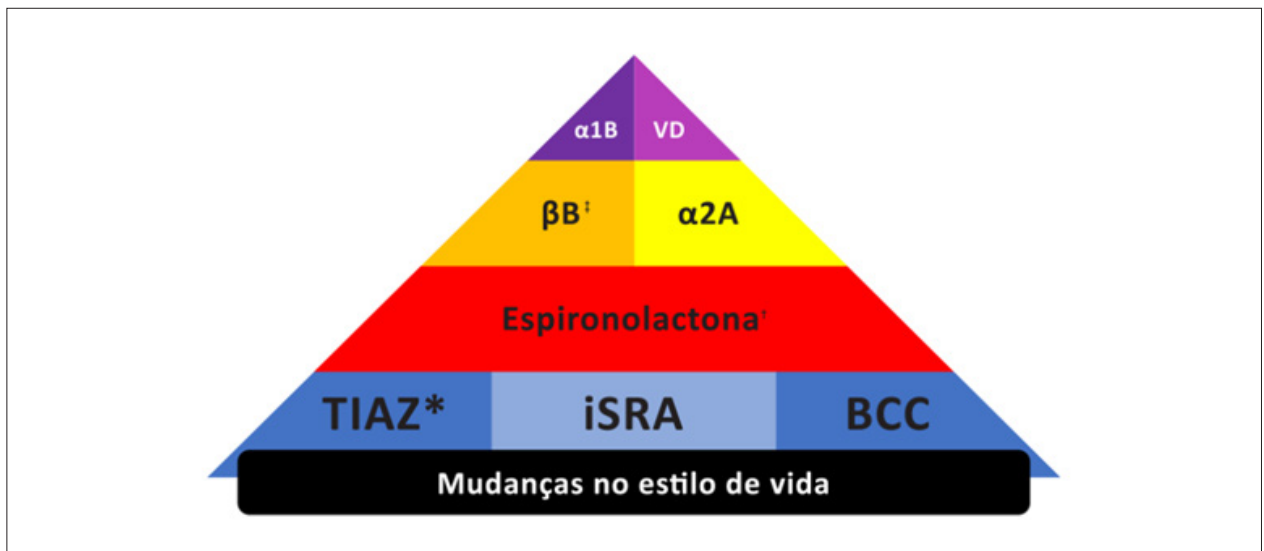 α1B VD
βB‡ α2A
Espironolactona†
TIAZ* iSRA BCC
Mudanças no estilo de vida